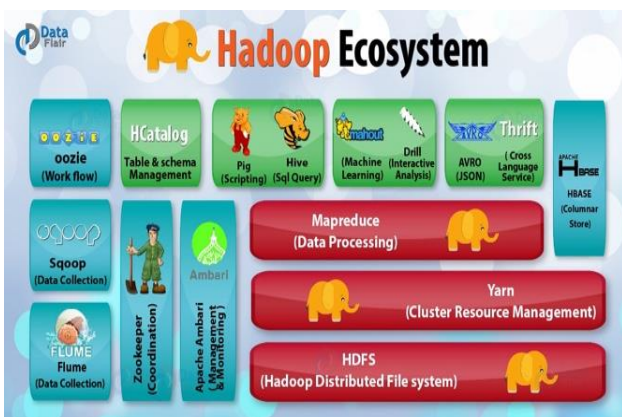 Data
Flair
Hadoop Ecosystem
OOZIE
oozie
(Work flow)
HCatalog
Table & schema
Management
Pig
(Scripting)
Hive
(Sql Query)
mahout
(Machine
Learning)
Drill
(Interactive
Analysis)
AVRO
AVRO
(JSON)
Thrift
( Cross
Language
Service)
APACHE
HBASE
HBASE
(Columnar
Store)
sqoop
Sqoop
(Data Collection)
FLUME
Flume
(Data Collection)
Zookeeper
(Coordination)
Ambari
Apache Ambari
(Management
& Monitoring)
Mapreduce
(Data Processing)
Yarn
(Cluster Resource Management)
HDFS
(Hadoop Distributed File system)